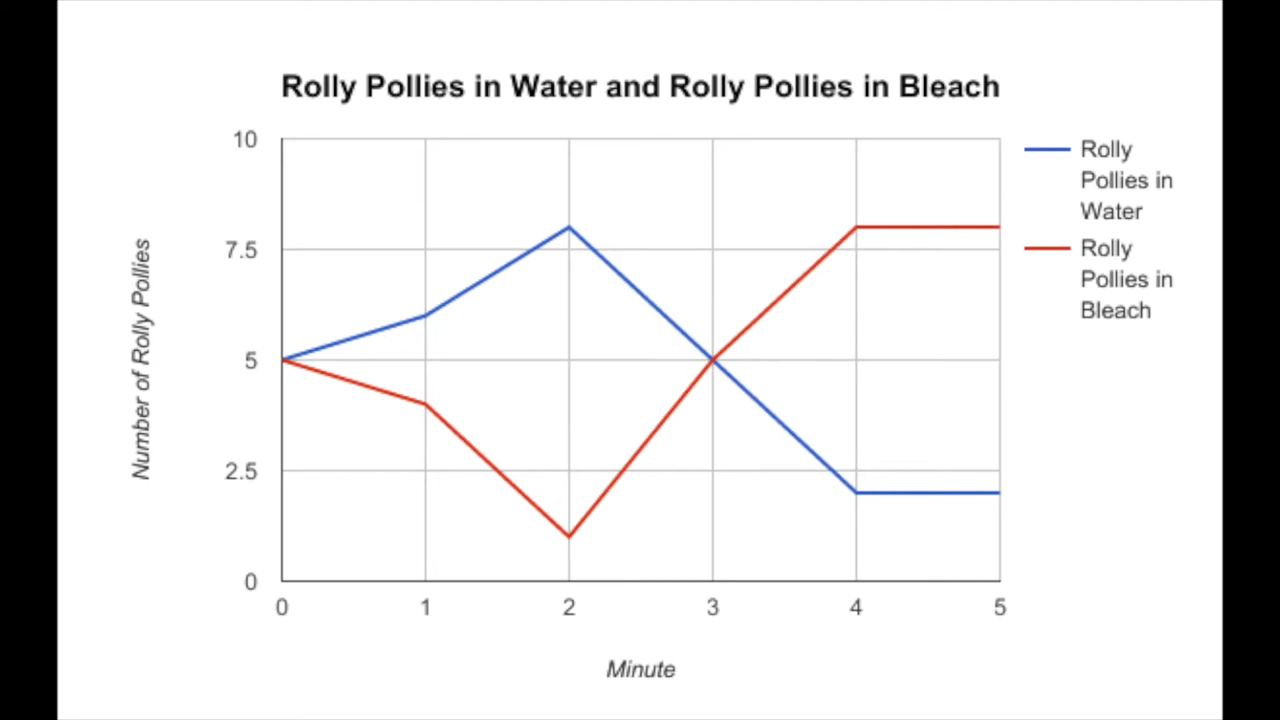 Rolly Pollies in Water and Rolly Pollies in Bleach
10
7.5
5
2.5
0
Number of Rolly Pollies
0 1 2 3 4 5
Minute
Rolly
Pollies in
Water
Rolly
Pollies in
Bleach